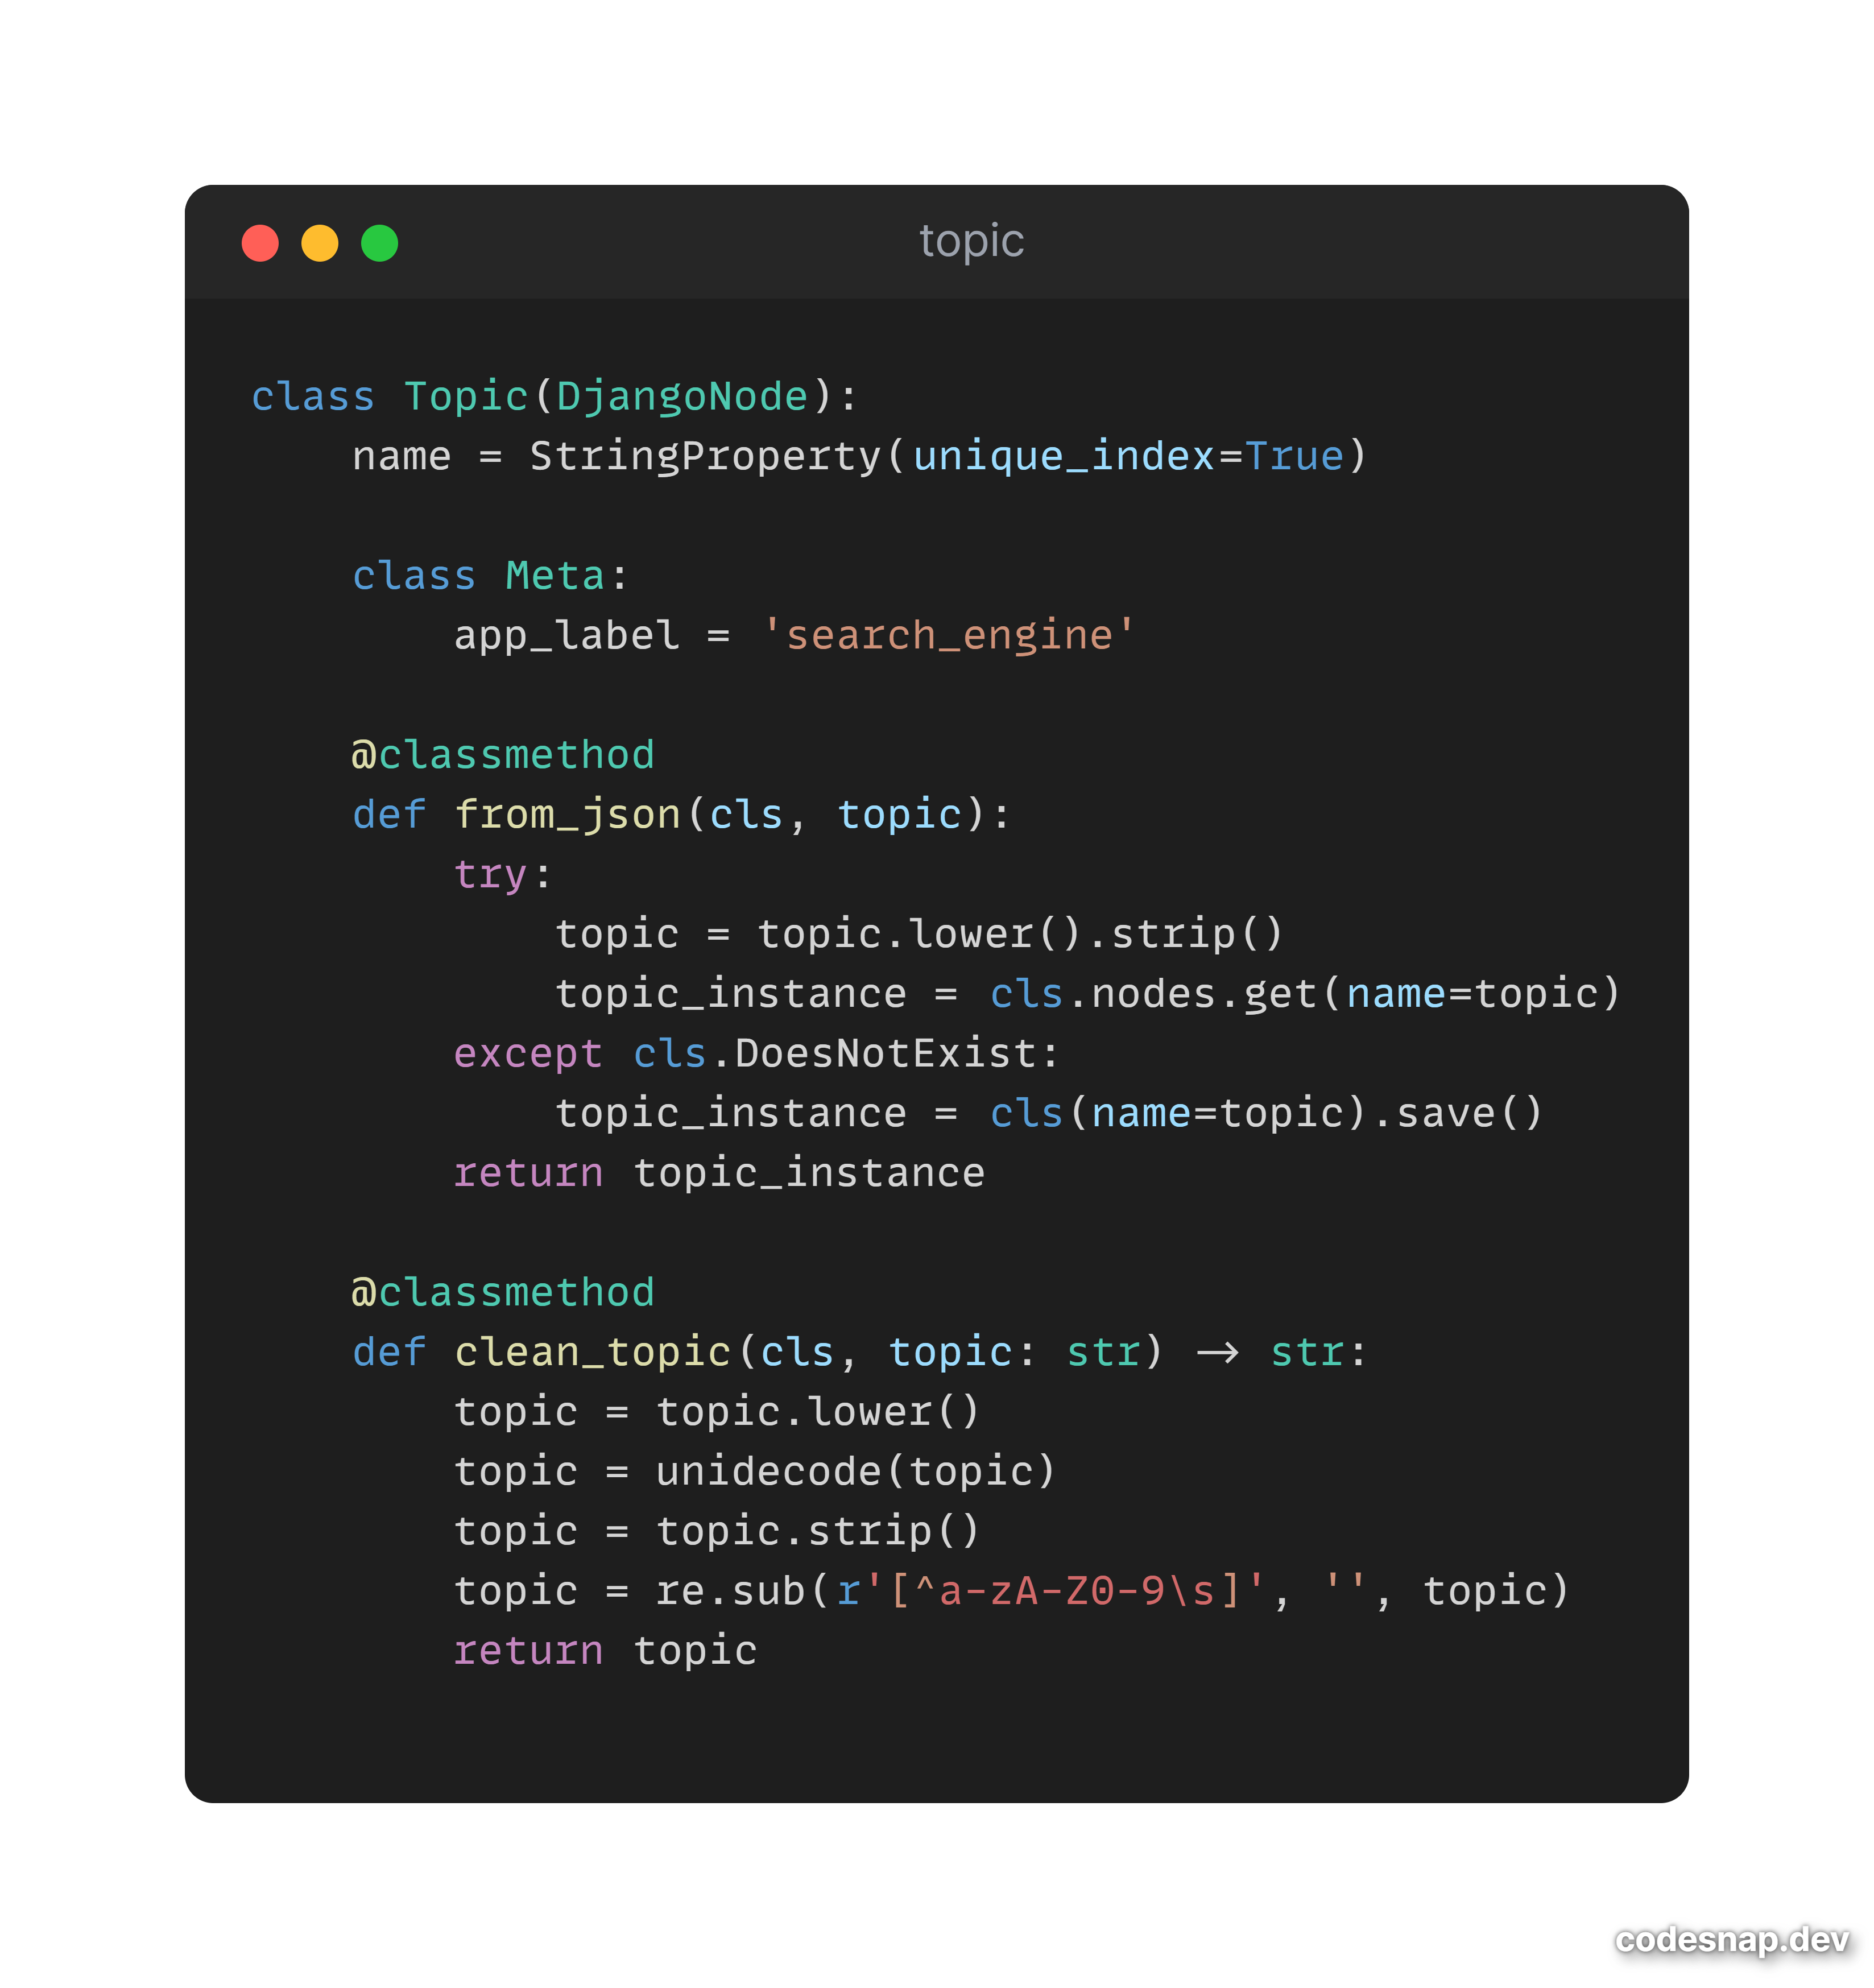 topic
class Topic(DjangoNode):
    name = StringProperty(unique_index=True)
    class Meta:
        app_label = 'search_engine'
    @classmethod
    def from_json(cls, topic):
        try:
            topic = topic.lower().strip()
            topic_instance = cls.nodes.get(name=topic)
        except cls.DoesNotExist:
            topic_instance = cls(name=topic).save()
        return topic_instance
    @classmethod
    def clean_topic(cls, topic: str) → str:
        topic = topic.lower()
        topic = unidecode(topic)
        topic = topic.strip()
        topic = re.sub(r'[^a-zA-Z0-9\s]', '', topic)
        return topic
codesnap.dev